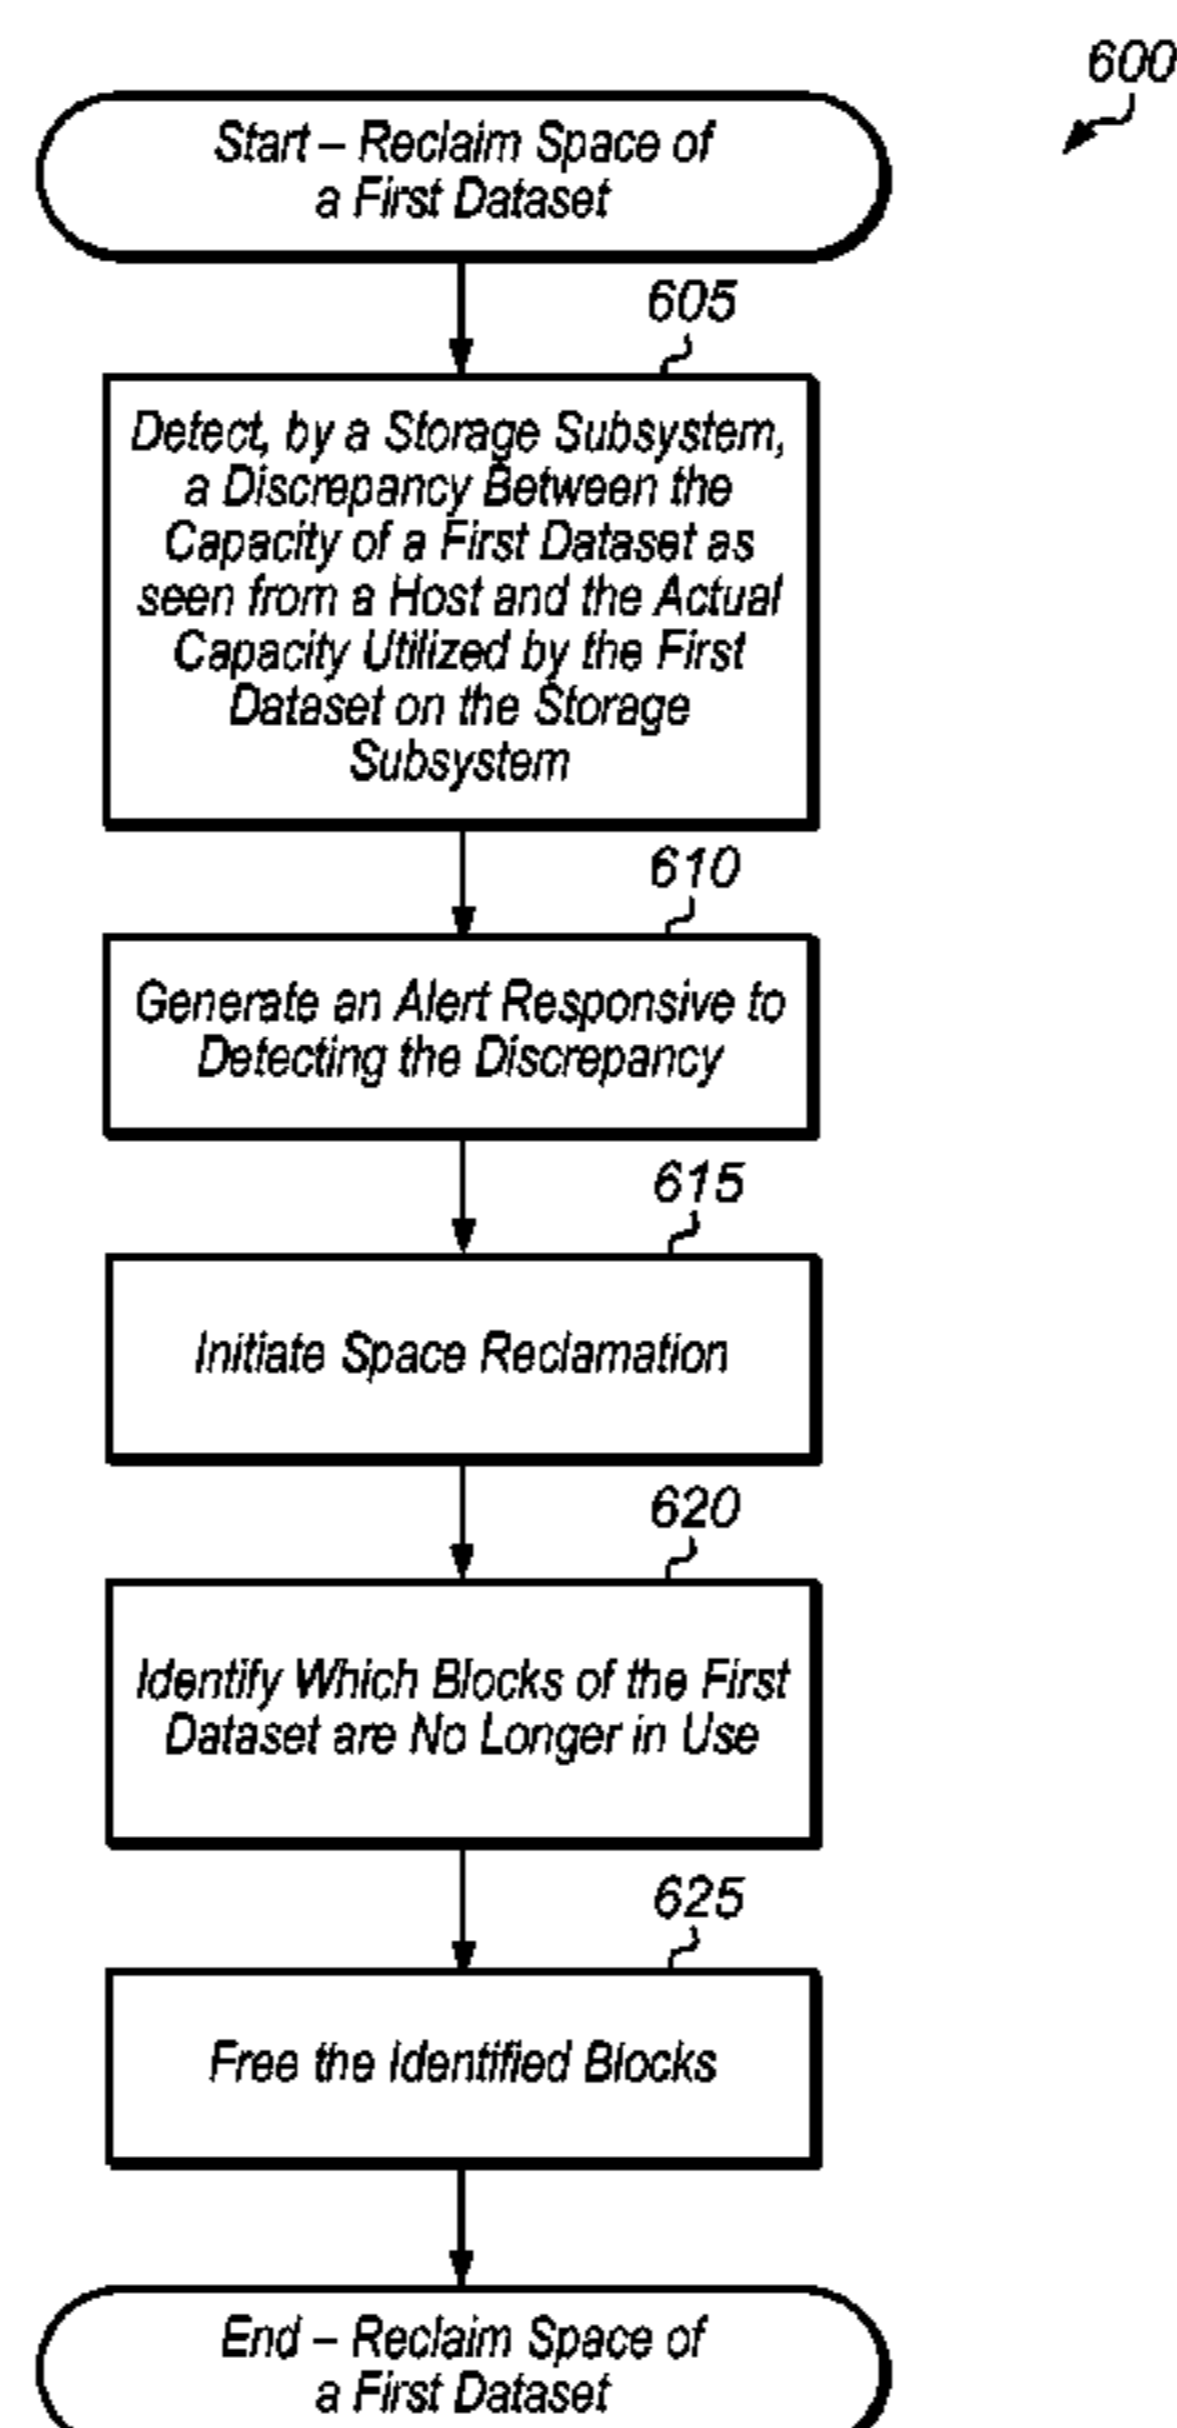 600
Start – Reclaim Space of
a First Dataset
605
Detect, by a Storage Subsystem,
a Discrepancy Between the
Capacity of a First Dataset as
seen from a Host and the Actual
Capacity Utilized by the First
Dataset on the Storage
Subsystem
610
Generate an Alert Responsive to
Detecting the Discrepancy
615
Initiate Space Reclamation
620
Identify Which Blocks of the First
Dataset are No Longer in Use
625
Free the Identified Blocks
End – Reclaim Space of
a First Dataset